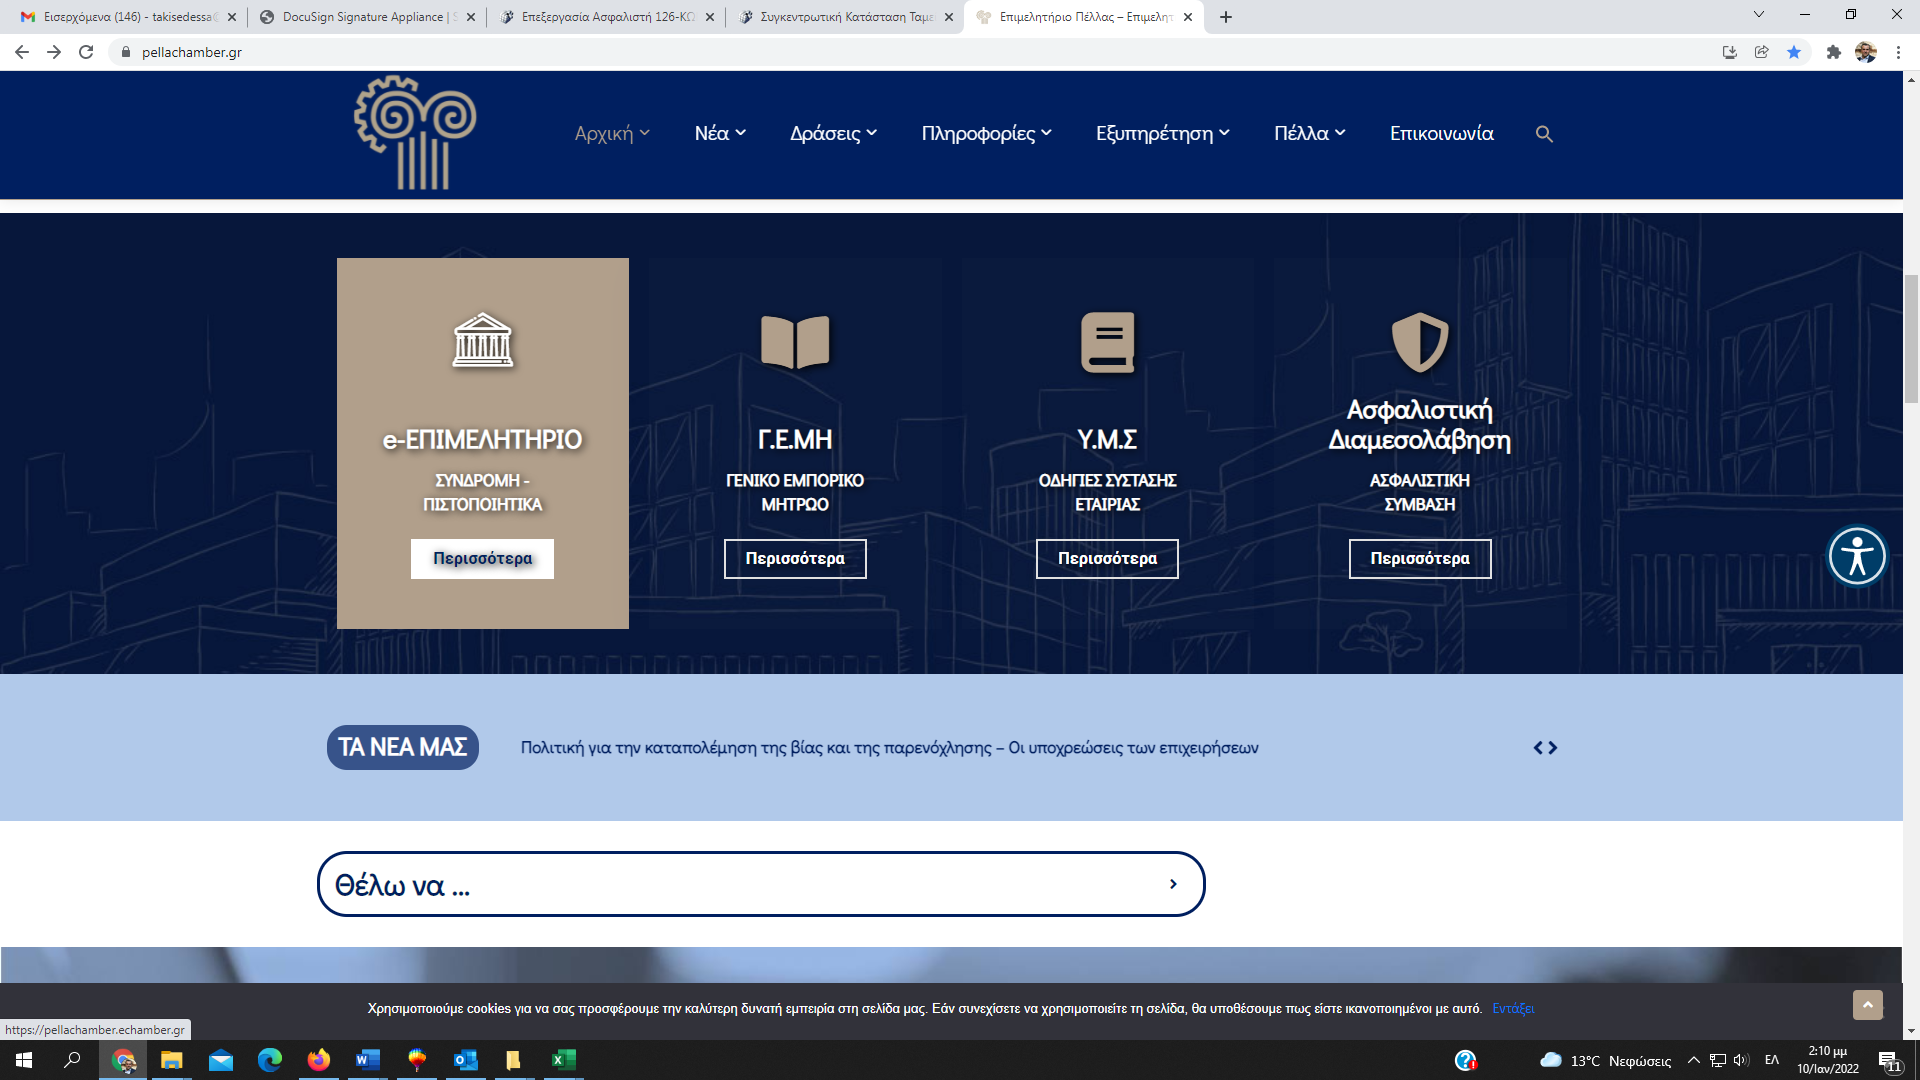 Εισερχόμενα (146) - takisedessa@
DocuSign Signature Appliance | S
Επεξεργασία Ασφαλιστή 126-ΚΩ
Συγκεντρωτική Κατάσταση Ταμε
Επιμελητήριο Πέλλας – Επιμελητ
pellachamber.gr
Αρχική Νέα Δράσεις Πληροφορίες Εξυπηρέτηση Πέλλα Επικοινωνία
e-ΕΠΙΜΕΛΗΤΗΡΙΟ
ΣΥΝΔΡΟΜΗ -
ΠΙΣΤΟΠΟΙΗΤΙΚΑ
Περισσότερα
Γ.Ε.ΜΗ
ΓΕΝΙΚΟ ΕΜΠΟΡΙΚΟ
ΜΗΤΡΩΟ
Περισσότερα
Υ.Μ.Σ
ΟΔΗΓΙΕΣ ΣΥΣΤΑΣΗΣ
ΕΤΑΙΡΙΑΣ
Περισσότερα
Ασφαλιστική
Διαμεσολάβηση
ΑΣΦΑΛΙΣΤΙΚΗ
ΣΥΜΒΑΣΗ
Περισσότερα
ΤΑ ΝΕΑ ΜΑΣ
Πολιτική για την καταπολέμηση της βίας και της παρενόχλησης – Οι υποχρεώσεις των επιχειρήσεων
Θέλω να ...
Χρησιμοποιούμε cookies για να σας προσφέρουμε την καλύτερη δυνατή εμπειρία στη σελίδα μας. Εάν συνεχίσετε να χρησιμοποιείτε τη σελίδα, θα υποθέσουμε πως είστε ικανοποιημένοι με αυτό. Εντάξει
https://pellachamber.echamber.gr
13°C Νεφώσεις
ΕΛ
2:10 μμ
10/Ιαν/2022
11